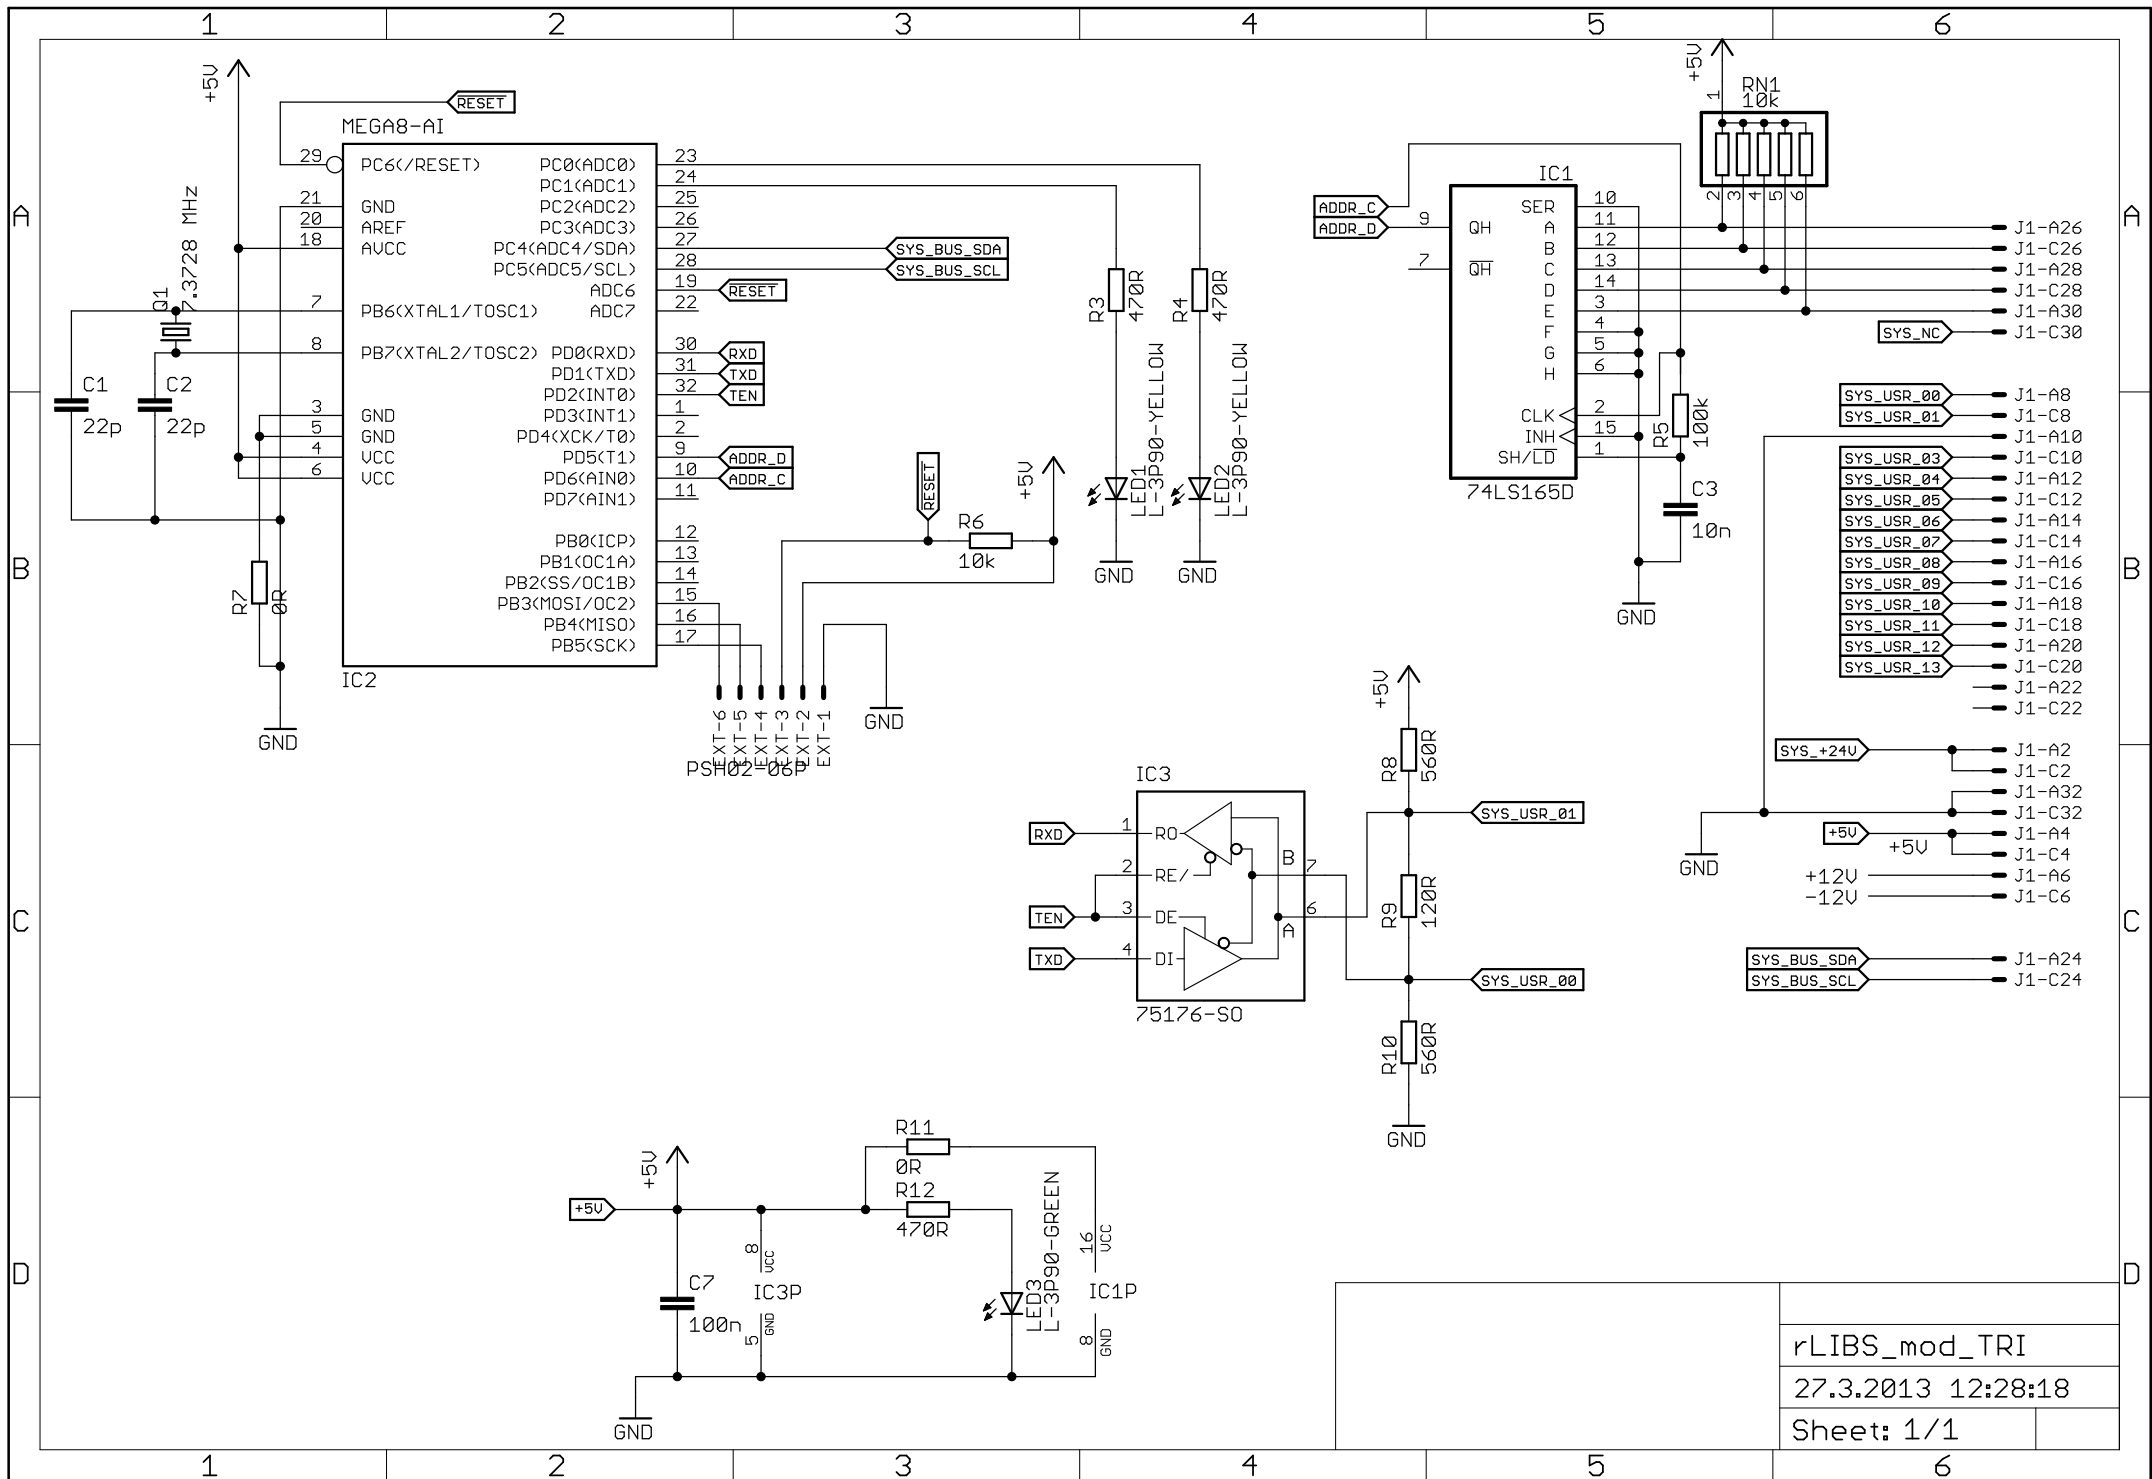 1 2 3 4 5 6
A
B
C
D
A
B
C
D
+5V
RESET
MEGA8-AI
29 PC6(/RESET)
21 GND
20 AREF
18 AVCC
7 PB6(XTAL1/TOSC1)
8 PB7(XTAL2/TOSC2)
3 GND
5 GND
4 VCC
6 VCC
PC0(ADC0) 23
PC1(ADC1) 24
PC2(ADC2) 25
PC3(ADC3) 26
PC4(ADC4/SDA) 27 SYS_BUS_SDA
PC5(ADC5/SCL) 28 SYS_BUS_SCL
ADC6 19 RESET
ADC7 22
PD0(RXD) 30 RXD
PD1(TXD) 31 TXD
PD2(INT0) 32 TEN
PD3(INT1) 1
PD4(XCK/T0) 2
PD5(T1) 9 ADDR_D
PD6(AIN0) 10 ADDR_C
PD7(AIN1) 11
PB0(ICP) 12
PB1(OC1A) 13
PB2(SS/OC1B) 14
PB3(MOSI/OC2) 15
PB4(MISO) 16
PB5(SCK) 17
IC2
Q1
7.3728 MHz
C1
22p
C2
22p
R7
0R
GND
EXT-6
EXT-5
EXT-4
EXT-3
EXT-2
EXT-1
PSH02-06P
GND
RESET
R6
10k
+5V
R3
470R
R4
470R
LED1
L-3P90-YELLOW
LED2
L-3P90-YELLOW
GND
GND
+5V
RN1
10k
1
2 3 4 5 6
IC1
ADDR_C
ADDR_D
9 QH
7 QH
SER 10
A 11
B 12
C 13
D 14
E 3
F 4
G 5
H 6
CLK 2
INH 15
SH/LD 1
74LS165D
R5
100k
C3
10n
GND
J1-A26
J1-C26
J1-A28
J1-C28
J1-A30
SYS_NC J1-C30
SYS_USR_00 J1-A8
SYS_USR_01 J1-C8
J1-A10
SYS_USR_03 J1-C10
SYS_USR_04 J1-A12
SYS_USR_05 J1-C12
SYS_USR_06 J1-A14
SYS_USR_07 J1-C14
SYS_USR_08 J1-A16
SYS_USR_09 J1-C16
SYS_USR_10 J1-A18
SYS_USR_11 J1-C18
SYS_USR_12 J1-A20
SYS_USR_13 J1-C20
J1-A22
J1-C22
SYS_+24V J1-A2
J1-C2
J1-A32
J1-C32
+5V J1-A4
+5V J1-C4
+12V J1-A6
-12V J1-C6
GND
SYS_BUS_SDA J1-A24
SYS_BUS_SCL J1-C24
IC3
RXD 1 RO
2 RE/
TEN 3 DE
TXD 4 DI
B 7
A 6
75176-SO
+5V
R8
560R
SYS_USR_01
R9
120R
SYS_USR_00
R10
560R
GND
+5V
+5V
R11
0R
R12
470R
C7
100n
8 VCC
IC3P
5 GND
LED3
L-3P90-GREEN
16 VCC
IC1P
8 GND
GND
rLIBS_mod_TRI
27.3.2013 12:28:18
Sheet: 1/1
1 2 3 4 5 6